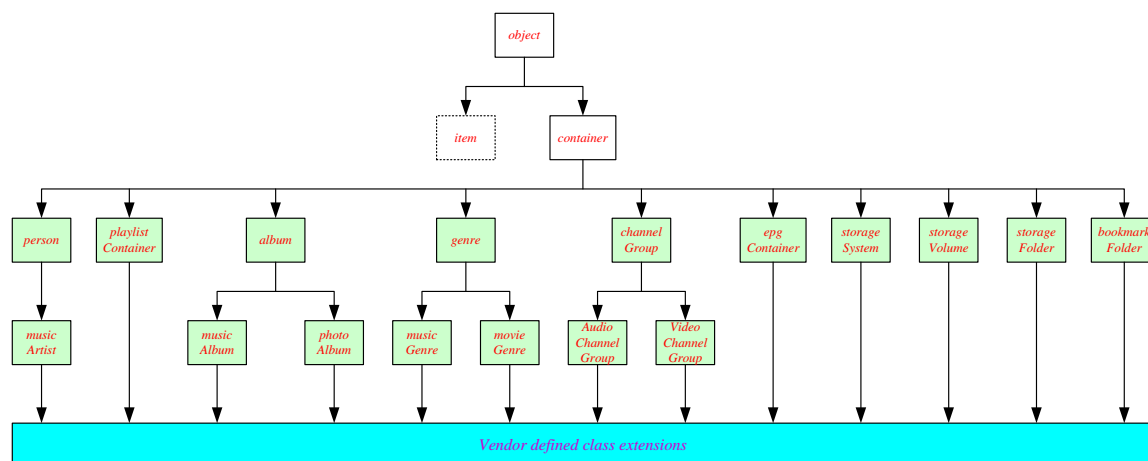 object
item
container
person
playlist
Container
album
genre
channel
Group
epg
Container
storage
System
storage
Volume
storage
Folder
bookmark
Folder
music
Artist
music
Album
photo
Album
music
Genre
movie
Genre
Audio
Channel
Group
Video
Channel
Group
Vendor defined class extensions